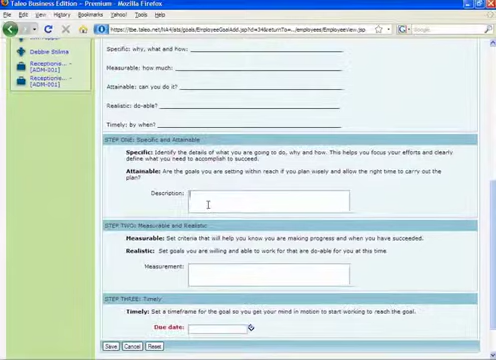 Taleo Business Edition - Premium - Mozilla Firefox
File Edit View History Bookmarks Tools Help
Debbie Stilma
Receptionis... -
[ADM-001]
Receptionis... -
[ADM-001]
Specific: why, what and how:
Measurable: how much:
Attainable: can you do it?
Realistic: do-able?
Timely: by when?
STEP ONE: Specific and Attainable
Specific: Identify the details of what you are going to do, why and how. This helps you focus your efforts and clearly
define what you need to accomplish to succeed.
Attainable: Are the goals you are setting within reach if you plan wisely and allow the right time to carry out the
plan?
Description:
STEP TWO: Measurable and Realistic
Measurable: Set criteria that will help you know you are making progress and when you have succeeded.
Realistic: Set goals you are willing and able to work for that are do-able for you at this time
Measurement:
STEP THREE: Timely
Timely: Set a timeframe for the goal so you get your mind in motion to start working to reach the goal.
Due date:
Save Cancel Reset